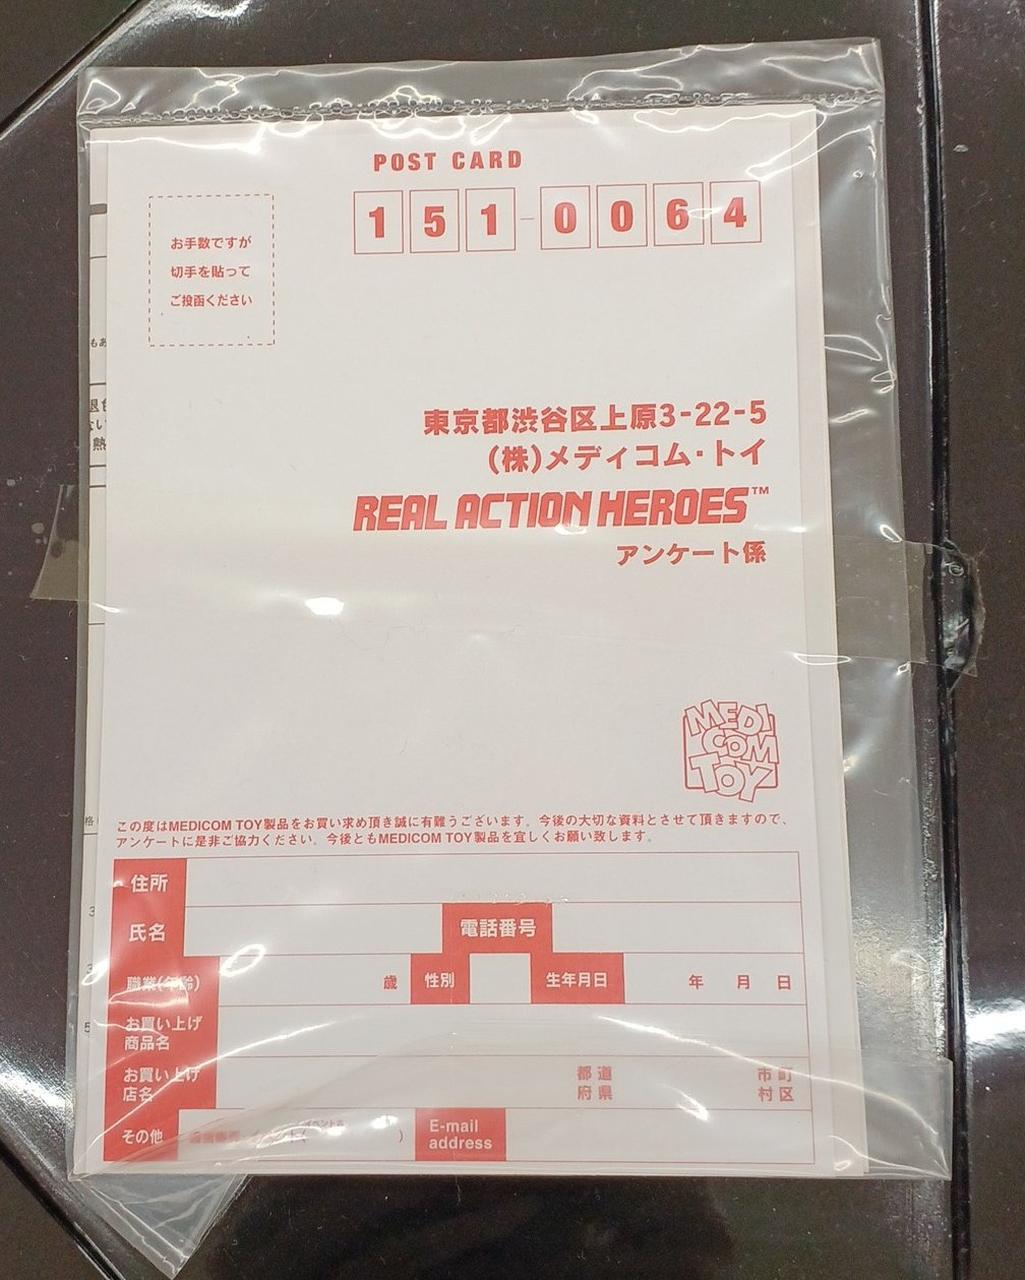 POST CARD
151-0064
お手数ですが
切手を貼って
ご投函ください
東京都渋谷区上原3-22-5
(株)メディコム・トイ
REAL ACTION HEROES™
アンケート係
MEDI
COM
TOY
この度はMEDICOM TOY製品をお買い求め頂き誠に有難うございます。今後の大切な資料とさせて頂きますので、
アンケートに是非ご協力ください。今後ともMEDICOM TOY製品を宜しくお願い致します。
住所
氏名 電話番号
職業(年齢) 歳 性別 生年月日 年 月 日
お買い上げ
商品名
お買い上げ
店名
都道 市町
府県 村区
その他 イベント( )
E-mail
address